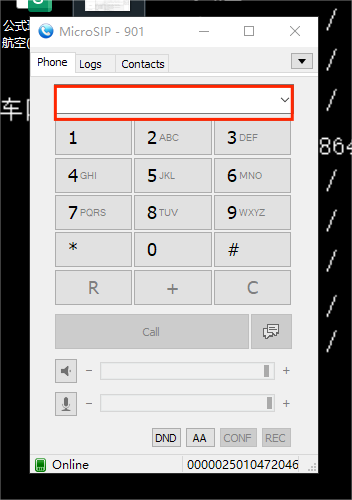 公式
航空(
MicroSIP - 901
Phone Logs Contacts
车
/
/
/
864
/
/
/
/
/
1 2 ABC 3 DEF
4 GHI 5 JKL 6 MNO
7 PQRS 8 TUV 9 WXYZ
* 0 #
R + C
Call
− +
− +
DND AA CONF REC
Online 0000025010472046